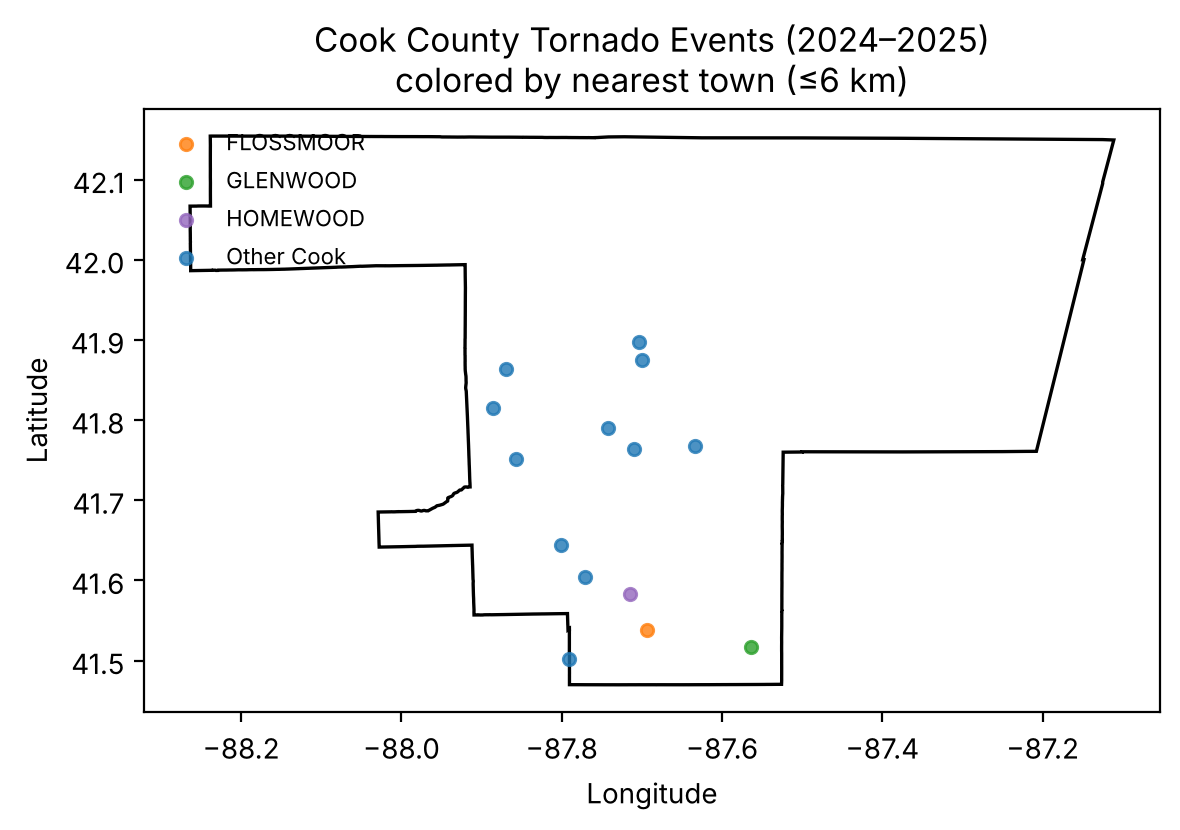 Cook County Tornado Events (2024–2025)
colored by nearest town (≤6 km)
FLOSSMOOR
GLENWOOD
HOMEWOOD
Other Cook
42.1
42.0
41.9
41.8
41.7
41.6
41.5
Latitude
−88.2 −88.0 −87.8 −87.6 −87.4 −87.2
Longitude